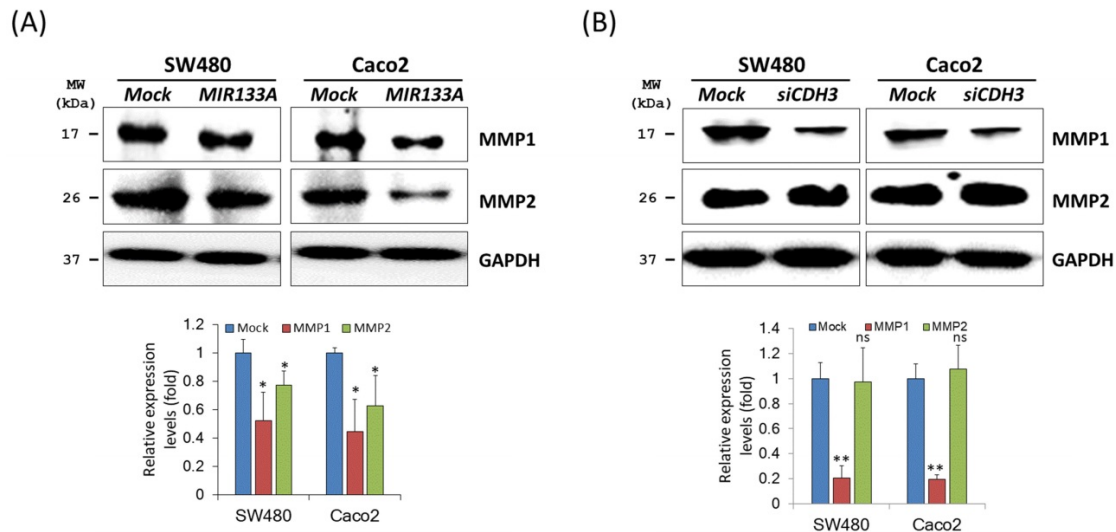 (A)
SW480 Caco2
MW
(kDa)
Mock MIR133A Mock MIR133A
17 MMP1
26 MMP2
37 GAPDH
Mock MMP1 MMP2
Relative expression
levels (fold)
1.2
1 * *
0.8 * *
0.6
0.4
0.2
0
SW480 Caco2
(B)
SW480 Caco2
MW
(kDa)
Mock siCDH3 Mock siCDH3
17 MMP1
26 MMP2
37 GAPDH
Mock MMP1 MMP2
Relative expression
levels (fold)
1.4
1.2 ns ns
1
0.8
0.6
0.4
0.2 ** **
0
SW480 Caco2